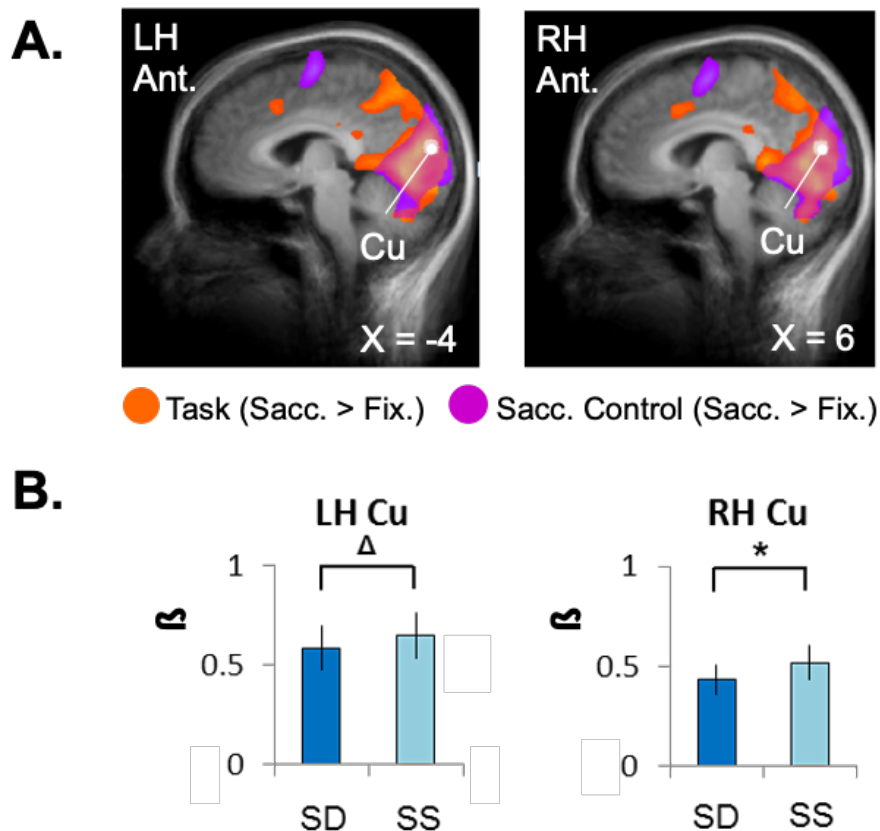 A.
LH
Ant.
Cu
X = -4
RH
Ant.
Cu
X = 6
Task (Sacc. > Fix.)
Sacc. Control (Sacc. > Fix.)
B.
LH Cu
Δ
1
0.5
0
ß
SD
SS
RH Cu
*
1
0.5
0
ß
SD
SS